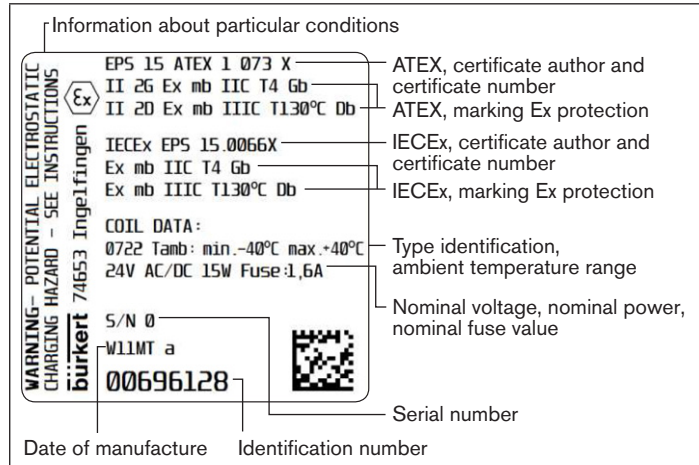 Information about particular conditions
WARNING- POTENTIAL ELECTROSTATIC
CHARGING HAZARD - SEE INSTRUCTIONS
bürkert 74653 Ingelfingen
Ex
EPS 15 ATEX 1 073 X
II 2G Ex mb IIC T4 Gb
II 2D Ex mb IIIC T130°C Db
IECEx EPS 15.0066X
Ex mb IIC T4 Gb
Ex mb IIIC T130°C Db
COIL DATA:
0722 Tamb: min.-40°C max.+40°C
24V AC/DC 15W Fuse:1,6A
S/N 0
W11MT a
00696128
ATEX, certificate author and
certificate number
ATEX, marking Ex protection
IECEx, certificate author and
certificate number
IECEx, marking Ex protection
Type identification,
ambient temperature range
Nominal voltage, nominal power,
nominal fuse value
Serial number
Date of manufacture
Identification number